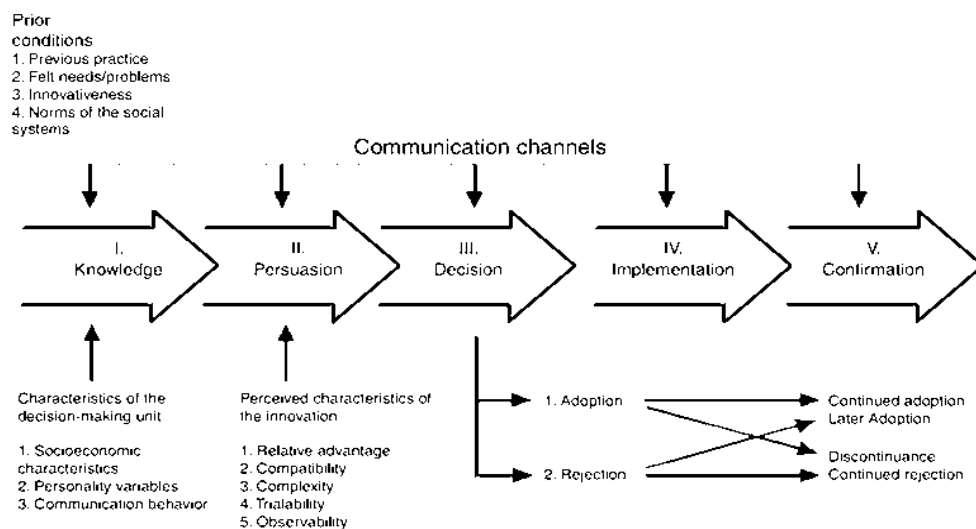 Prior
conditions
1. Previous practice
2. Felt needs/problems
3. Innovativeness
4. Norms of the social
systems
Communication channels
I.
Knowledge
II.
Persuasion
III.
Decision
IV.
Implementation
V.
Confirmation
Characteristics of the
decision-making unit
1. Socioeconomic
characteristics
2. Personality variables
3. Communication behavior
Perceived characteristics of
the innovation
1. Relative advantage
2. Compatibility
3. Complexity
4. Trialability
5. Observability
1. Adoption
2. Rejection
Continued adoption
Later Adoption
Discontinuance
Continued rejection